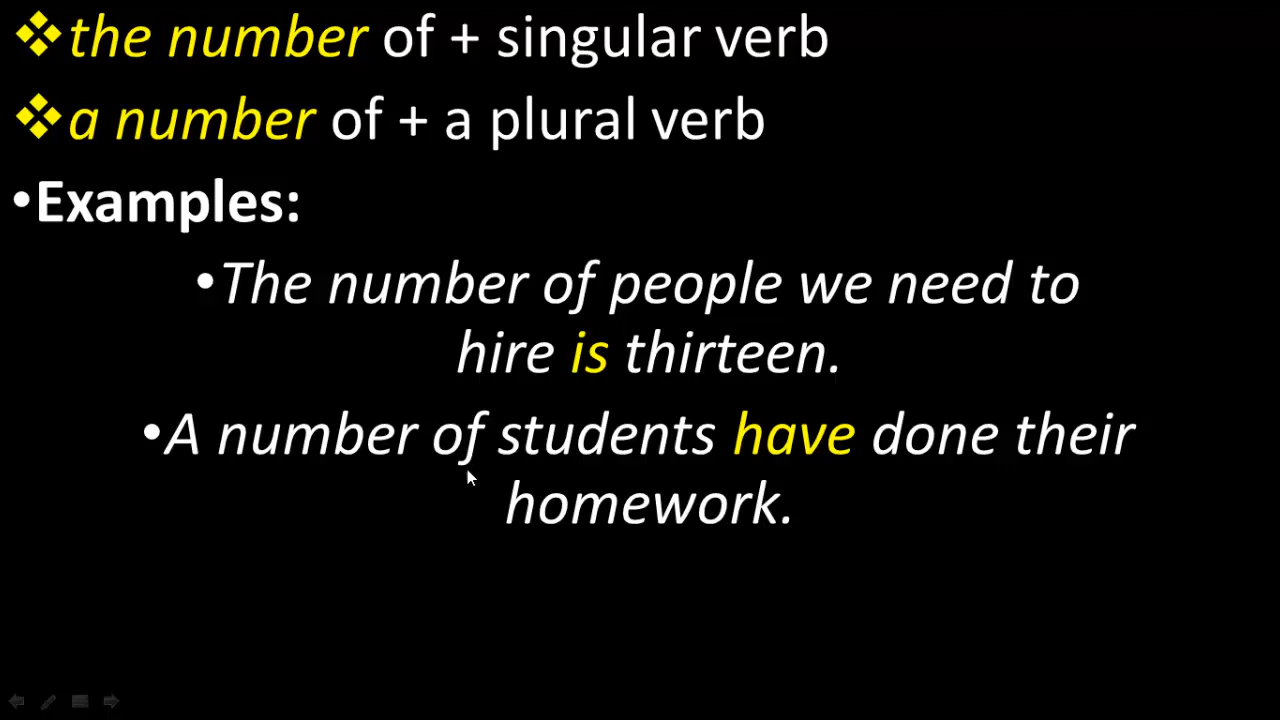 ❖the number of + singular verb
❖a number of + a plural verb
•Examples:
•The number of people we need to
hire is thirteen.
•A number of students have done their
homework.